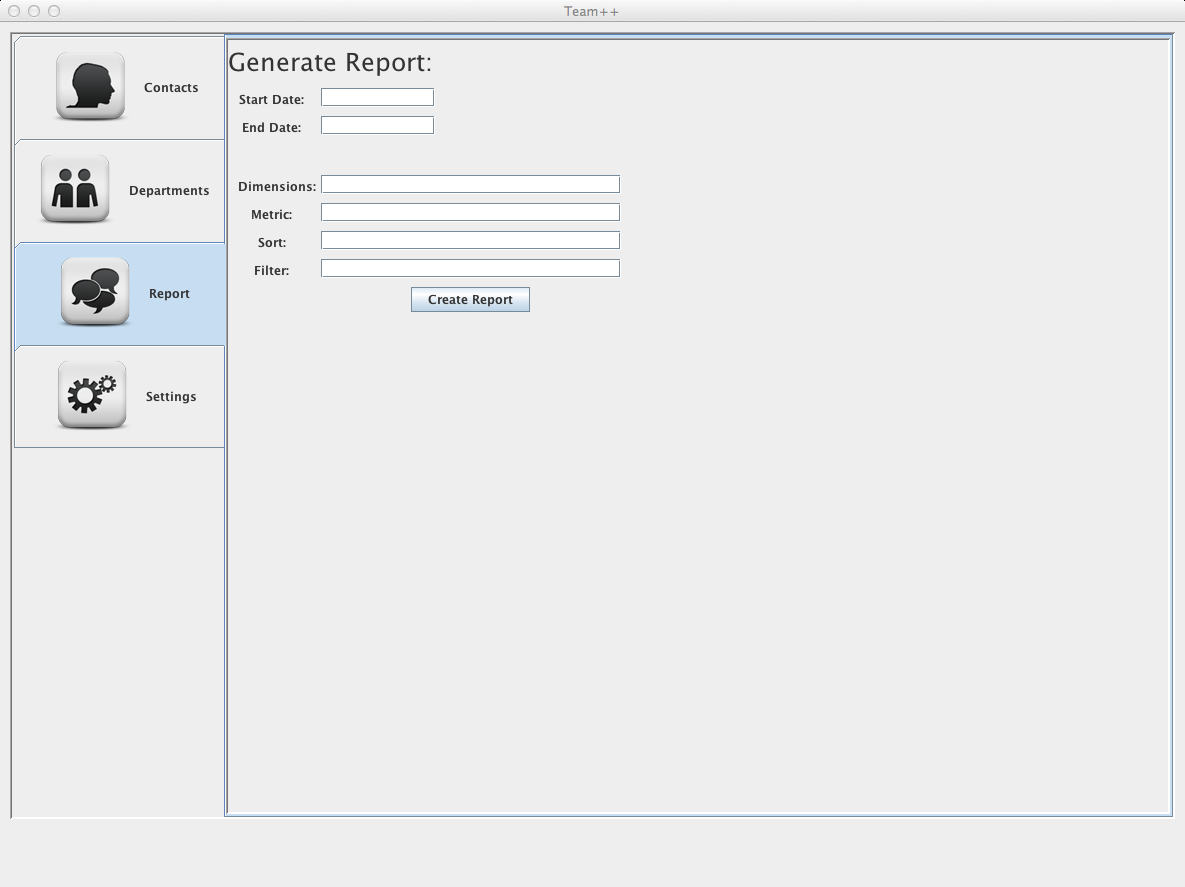 Team++
Contacts
Departments
Report
Settings
Generate Report:
Start Date:
End Date:
Dimensions:
Metric:
Sort:
Filter:
Create Report